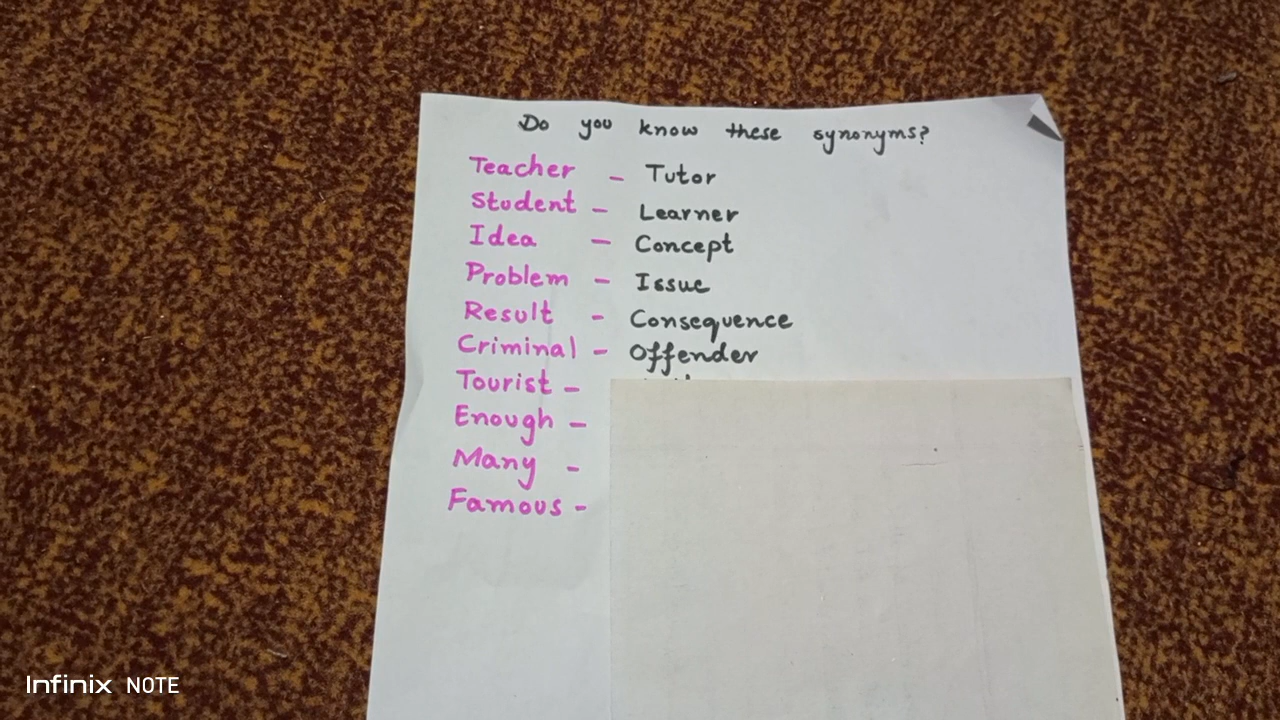 Do you know these synonyms?
Teacher - Tutor
Student - Learner
Idea - Concept
Problem - Issue
Result - Consequence
Criminal - Offender
Tourist -
Enough -
Many -
Famous -
Infinix NOTE